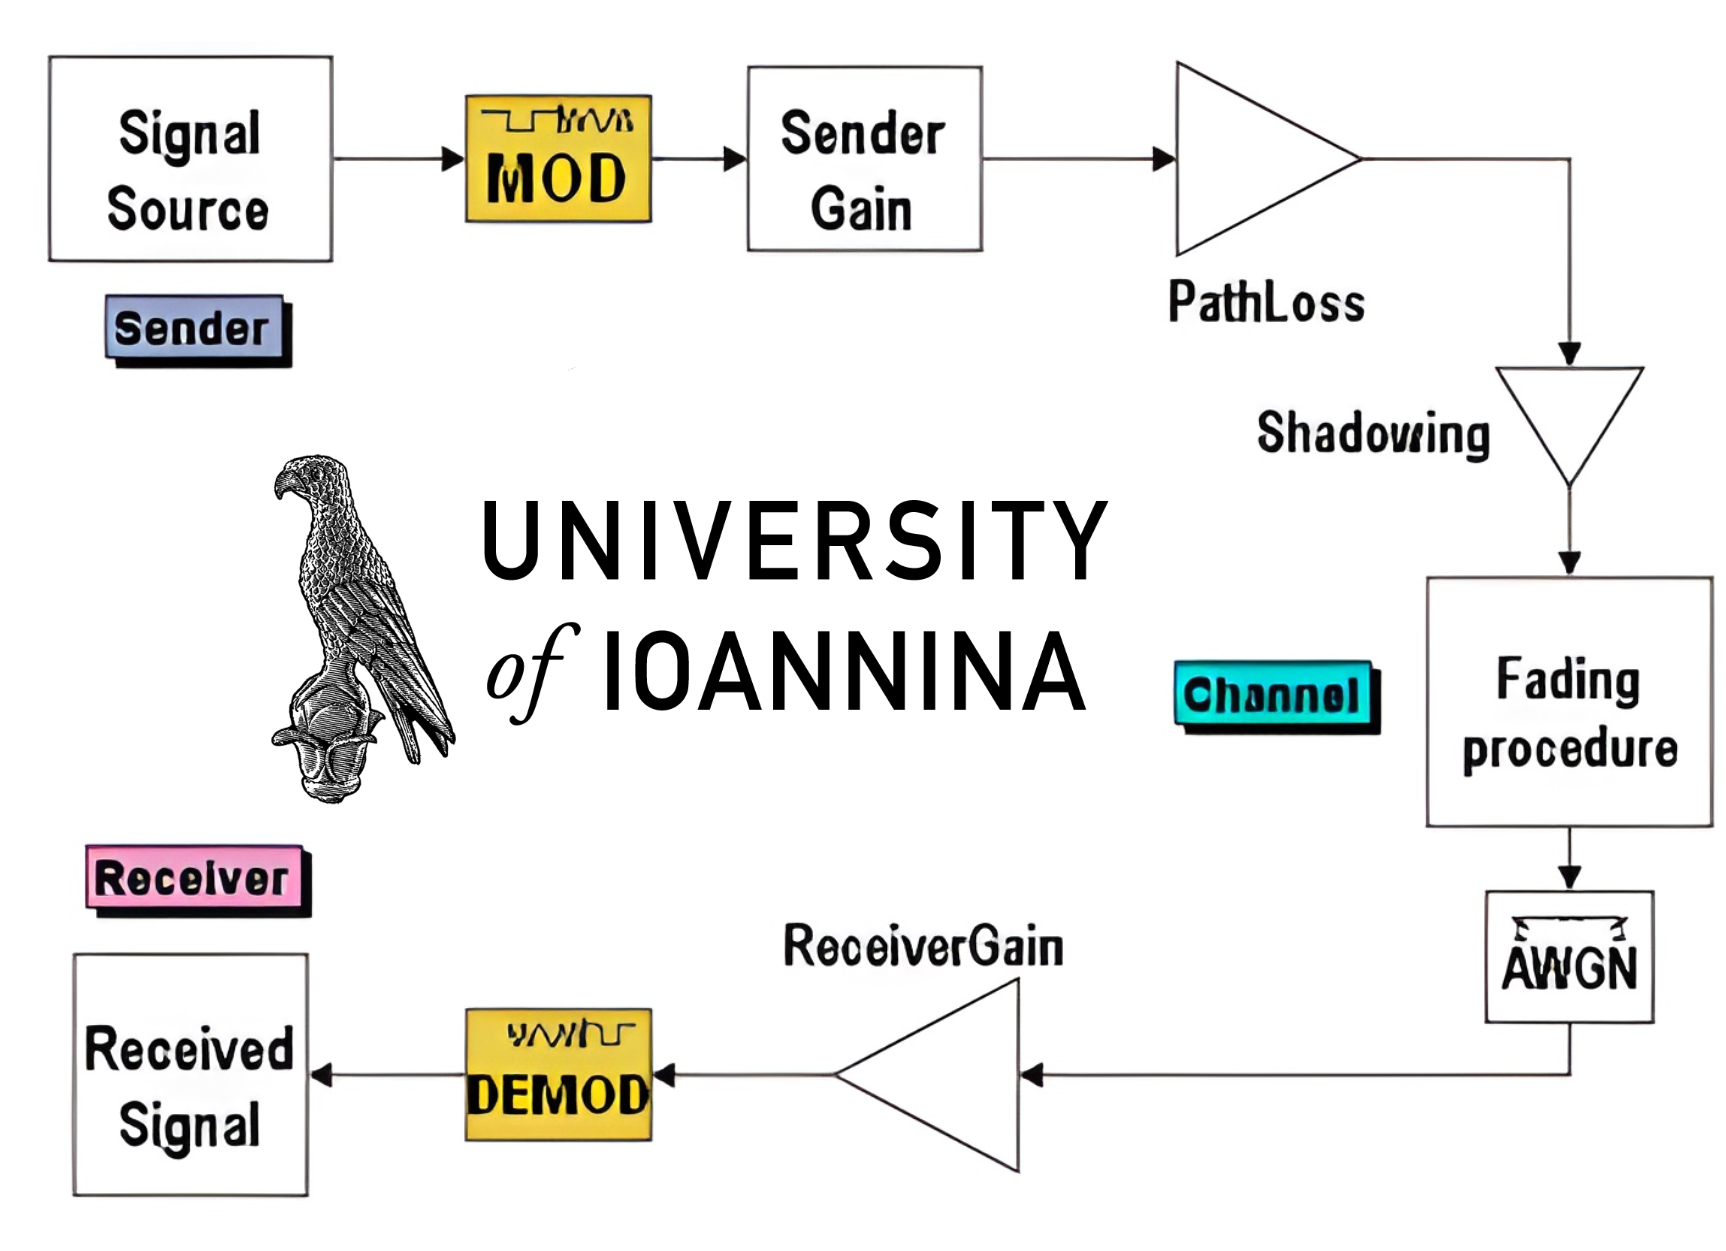 Signal
Source
MOD
Sender
Gain
PathLoss
Sender
Shadowing
UNIVERSITY
of IOANNINA
Channel
Fading
procedure
Receiver
AWGN
ReceiverGain
Received
Signal
DEMOD